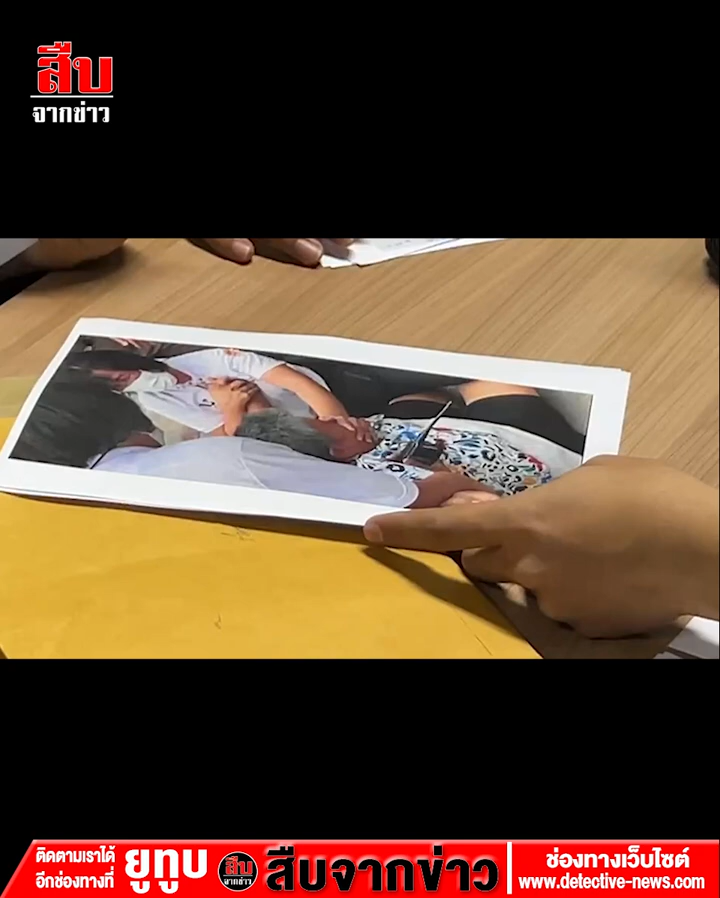 สืบ
จากข่าว
ติดตามเราได้
อีกช่องทางที่
ยูทูบ
สืบ
จากข่าว
สืบจากข่าว
ช่องทางเว็บไซต์
www.detective-news.com